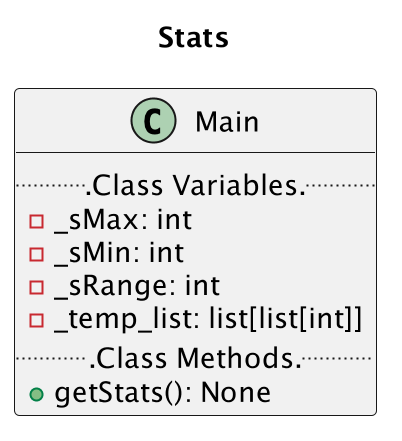 Stats
C Main
.Class Variables.
_sMax: int
_sMin: int
_sRange: int
_temp_list: list[list[int]]
.Class Methods.
getStats(): None